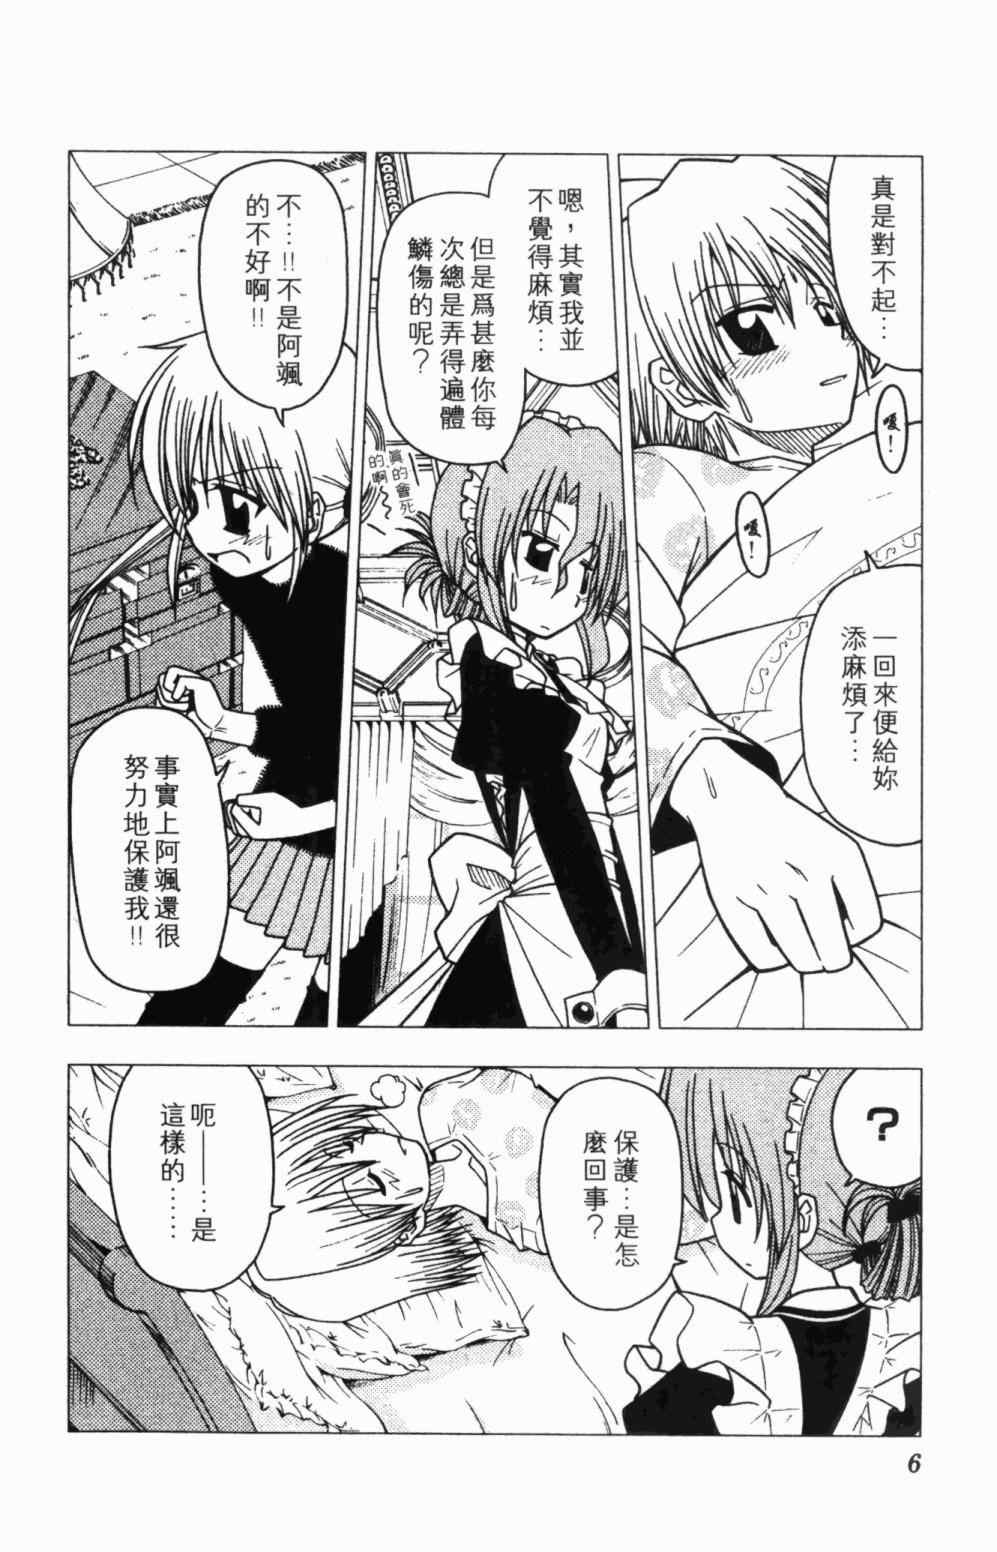 真是對不起…
嗯！
嗯！
一回來便給妳
添麻煩了…
嗯，其實我並
不覺得麻煩…
但是爲甚麼你每
次總是弄得遍體
鱗傷的呢？
真的會死
的啊
不…!!不是阿颯
的不好啊!!
事實上阿颯還很
努力地保護我!!
？
保護…是怎
麼回事？
呃——…是
這樣的……
6